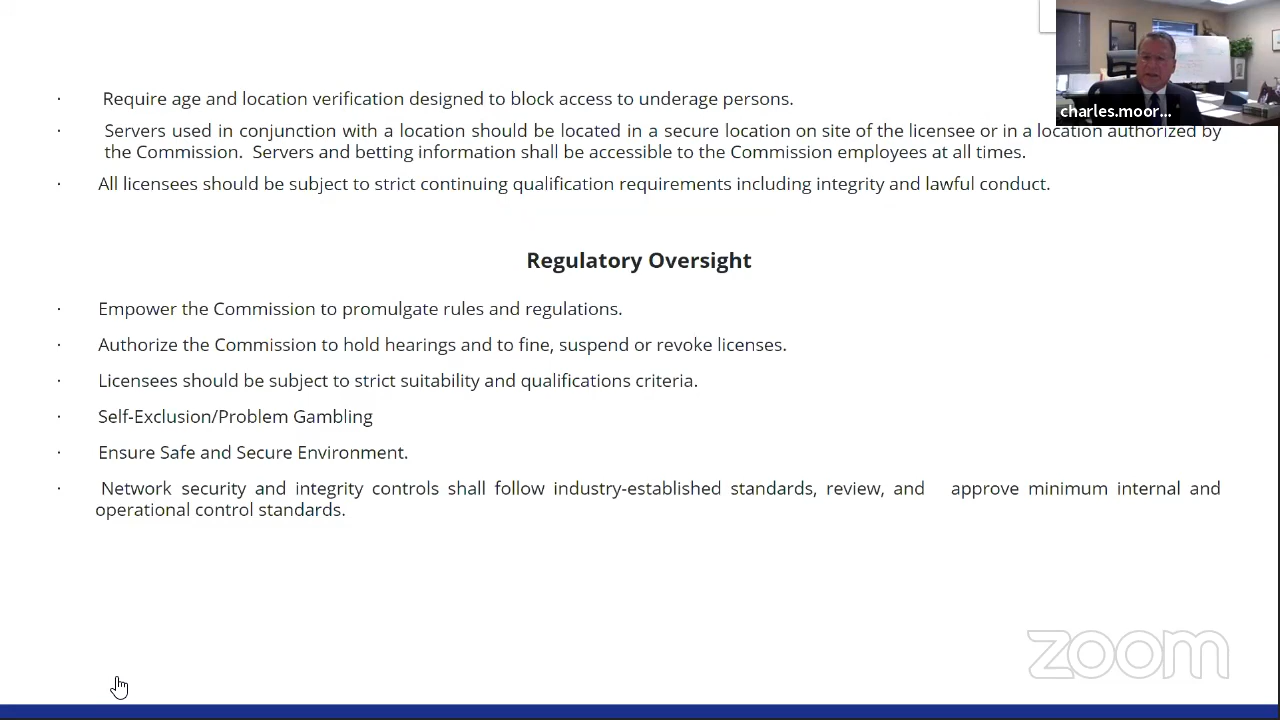 · Require age and location verification designed to block access to underage persons.
· Servers used in conjunction with a location should be located in a secure location on site of the licensee or in a location authorized by
the Commission. Servers and betting information shall be accessible to the Commission employees at all times.
· All licensees should be subject to strict continuing qualification requirements including integrity and lawful conduct.
charles.moor...
Regulatory Oversight
· Empower the Commission to promulgate rules and regulations.
· Authorize the Commission to hold hearings and to fine, suspend or revoke licenses.
· Licensees should be subject to strict suitability and qualifications criteria.
· Self-Exclusion/Problem Gambling
· Ensure Safe and Secure Environment.
· Network security and integrity controls shall follow industry-established standards, review, and approve minimum internal and
operational control standards.
zoom